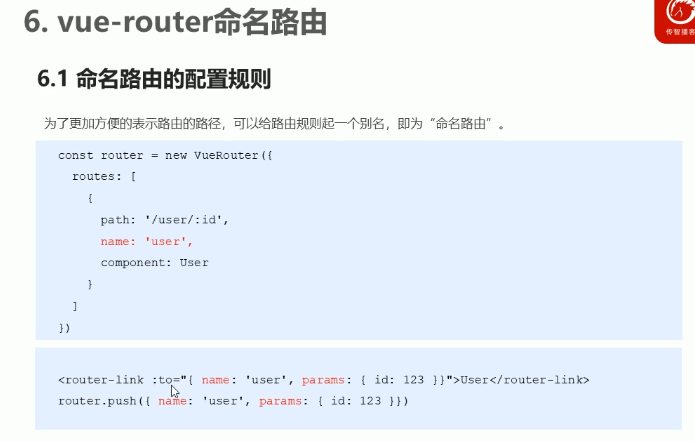 6. vue-router命名路由
传智播客
6.1 命名路由的配置规则
为了更加方便的表示路由的路径，可以给路由规则起一个别名，即为“命名路由”。
const router = new VueRouter({
routes: [
{
path: '/user/:id',
name: 'user',
component: User
}
]
})
<router-link :to="{ name: 'user', params: { id: 123 }}">User</router-link>
router.push({ name: 'user', params: { id: 123 }})